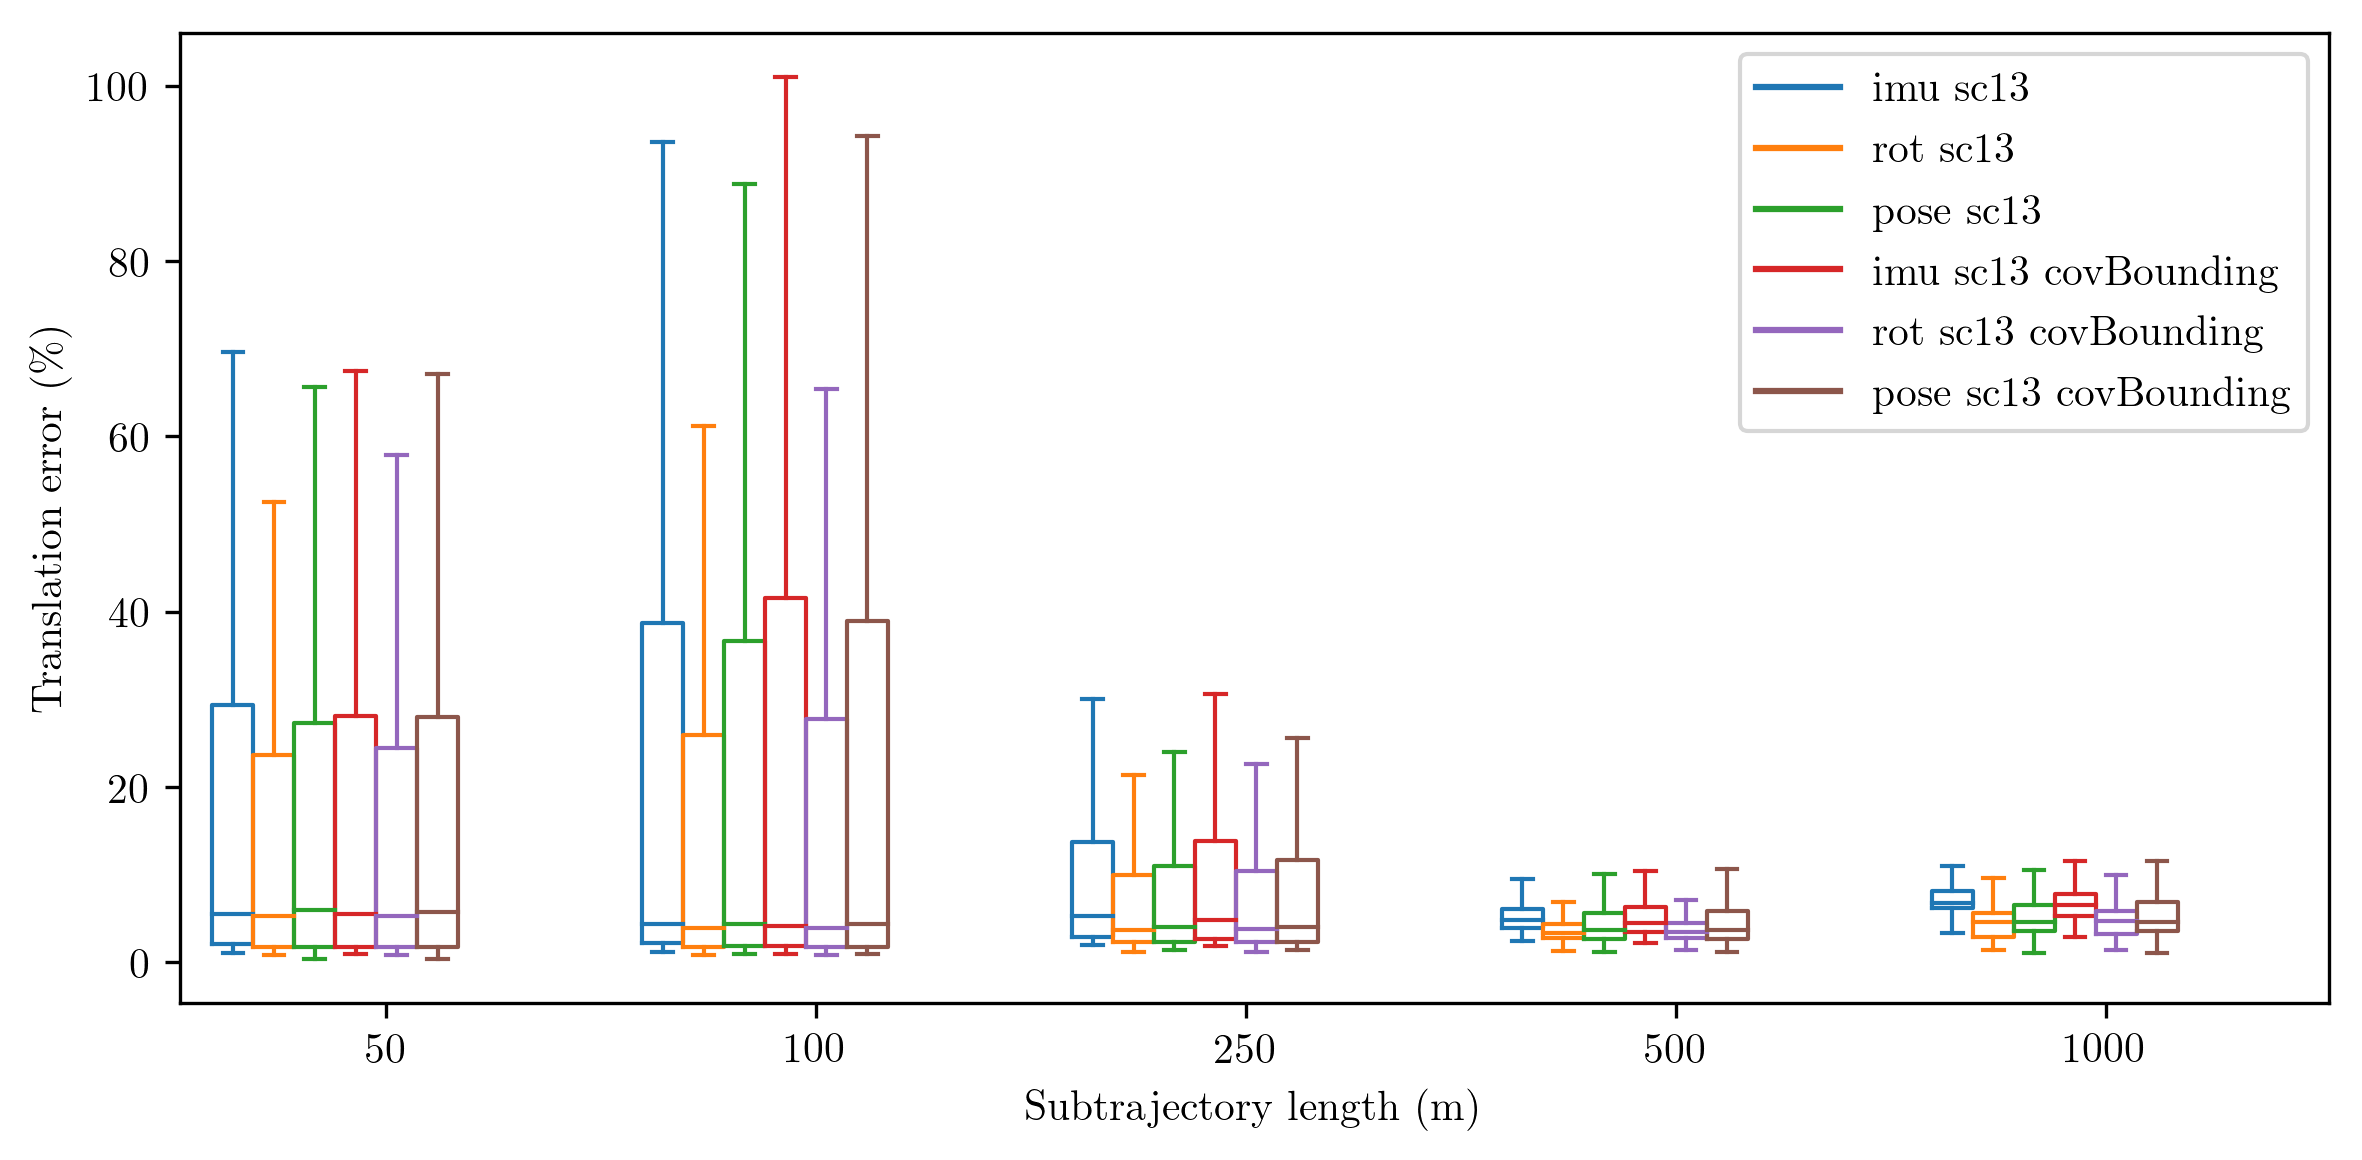 100
80
60
40
20
0
Translation error (%)
imu sc13
rot sc13
pose sc13
imu sc13 covBounding
rot sc13 covBounding
pose sc13 covBounding
50 100 250 500 1000
Subtrajectory length (m)